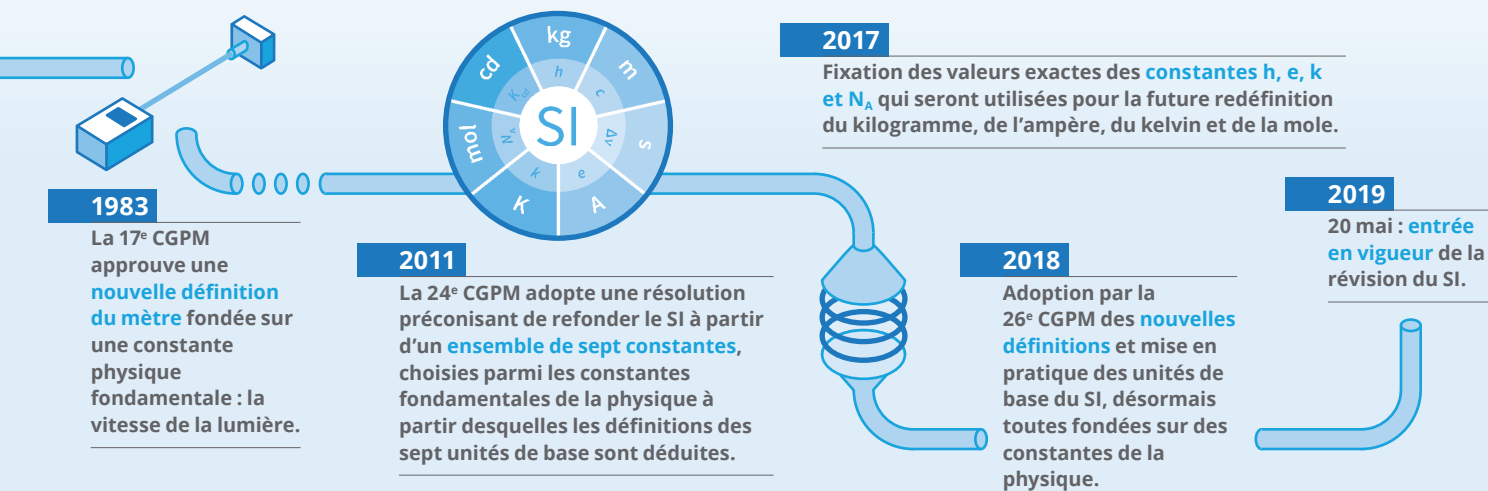 kg
m
s
A
K
mol
cd
h
c
Δν
e
k
N_A
K_cd
SI
1983
La 17e CGPM
approuve une
nouvelle définition
du mètre fondée sur
une constante
physique
fondamentale : la
vitesse de la lumière.
2011
La 24e CGPM adopte une résolution
préconisant de refonder le SI à partir
d’un ensemble de sept constantes,
choisies parmi les constantes
fondamentales de la physique à
partir desquelles les définitions des
sept unités de base sont déduites.
2017
Fixation des valeurs exactes des constantes h, e, k
et N_A qui seront utilisées pour la future redéfinition
du kilogramme, de l’ampère, du kelvin et de la mole.
2018
Adoption par la
26e CGPM des nouvelles
définitions et mise en
pratique des unités de
base du SI, désormais
toutes fondées sur des
constantes de la
physique.
2019
20 mai : entrée
en vigueur de la
révision du SI.